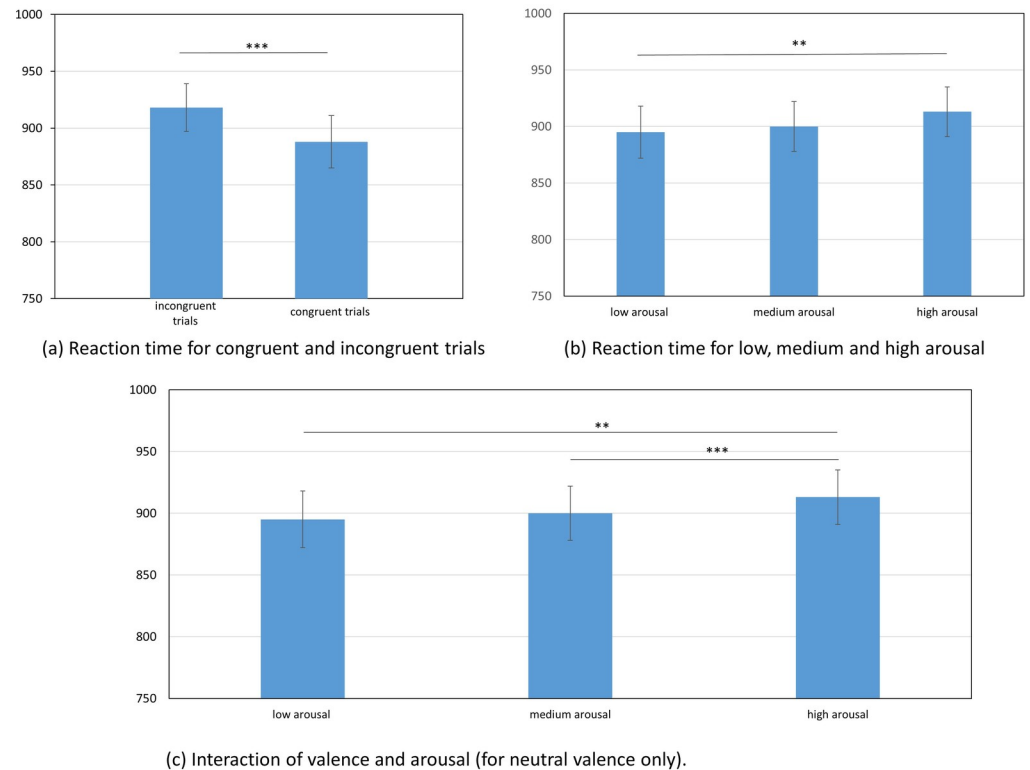 1000
950
900
850
800
750
***
incongruent
trials
congruent trials
(a) Reaction time for congruent and incongruent trials
1000
950
900
850
800
750
**
low arousal
medium arousal
high arousal
(b) Reaction time for low, medium and high arousal
1000
950
900
850
800
750
**
***
low arousal
medium arousal
high arousal
(c) Interaction of valence and arousal (for neutral valence only).